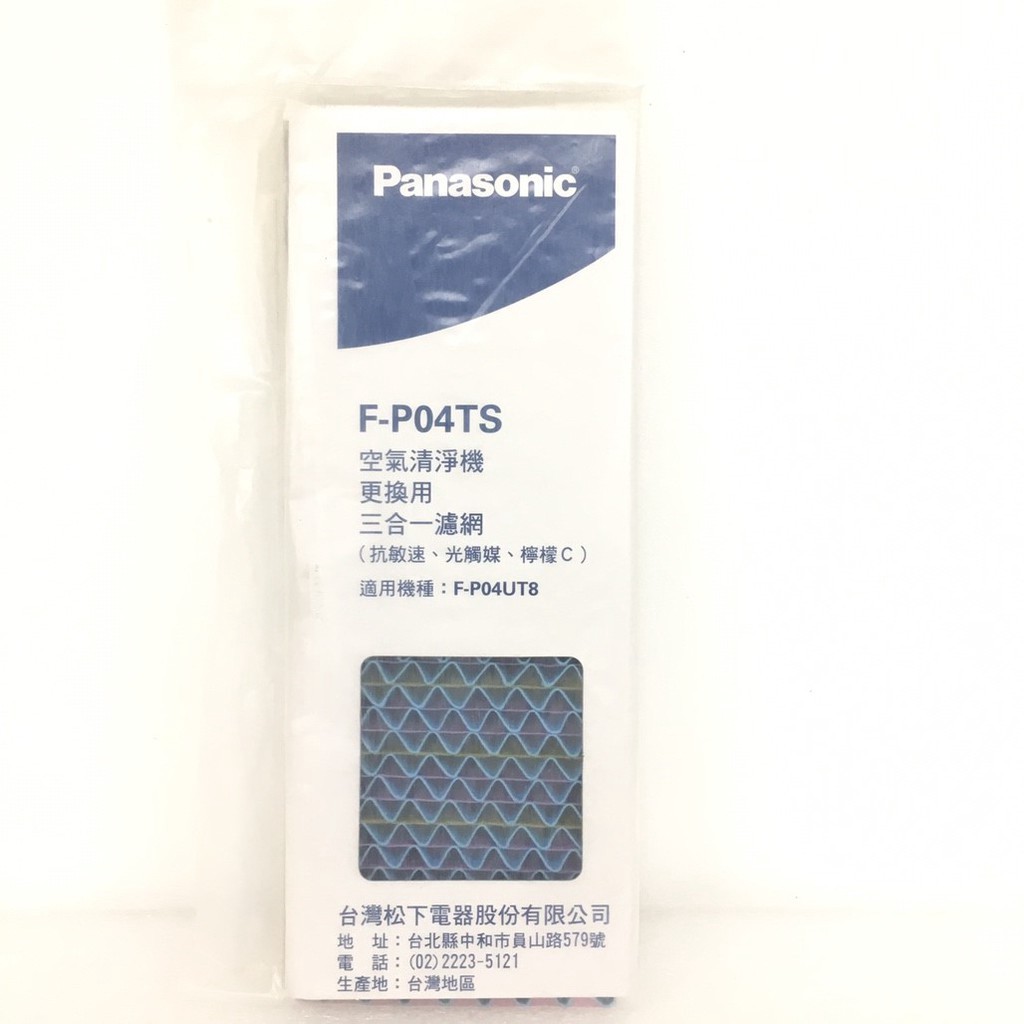 Panasonic
F-P04TS
空氣清淨機
更換用
三合一濾網
(抗敏速、光觸媒、檸檬C)
適用機種：F-P04UT8
台灣松下電器股份有限公司
地　址：台北縣中和市員山路579號
電　話：(02)2223-5121
生產地：台灣地區